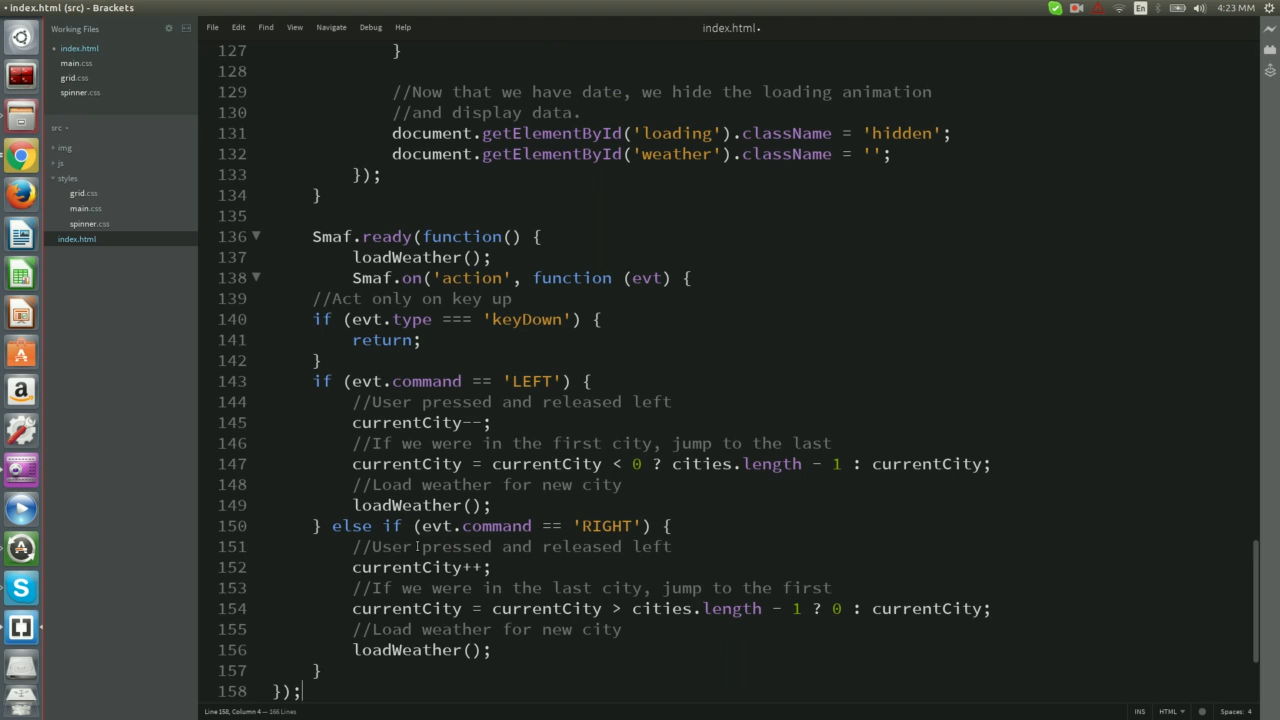 • index.html (src) - Brackets
En
4:23 MM
Working Files
• index.html
main.css
grid.css
spinner.css
src
img
js
styles
grid.css
main.css
spinner.css
index.html
File Edit Find View Navigate Debug Help
index.html •
127 }
128
129 //Now that we have date, we hide the loading animation
130 //and display data.
131 document.getElementById('loading').className = 'hidden';
132 document.getElementById('weather').className = '';
133 });
134 }
135
136 Smaf.ready(function() {
137 loadWeather();
138 Smaf.on('action', function (evt) {
139 //Act only on key up
140 if (evt.type === 'keyDown') {
141 return;
142 }
143 if (evt.command == 'LEFT') {
144 //User pressed and released left
145 currentCity--;
146 //If we were in the first city, jump to the last
147 currentCity = currentCity < 0 ? cities.length - 1 : currentCity;
148 //Load weather for new city
149 loadWeather();
150 } else if (evt.command == 'RIGHT') {
151 //User pressed and released left
152 currentCity++;
153 //If we were in the last city, jump to the first
154 currentCity = currentCity > cities.length - 1 ? 0 : currentCity;
155 //Load weather for new city
156 loadWeather();
157 }
158 });
Line 158, Column 4 — 166 Lines
INS HTML Spaces: 4